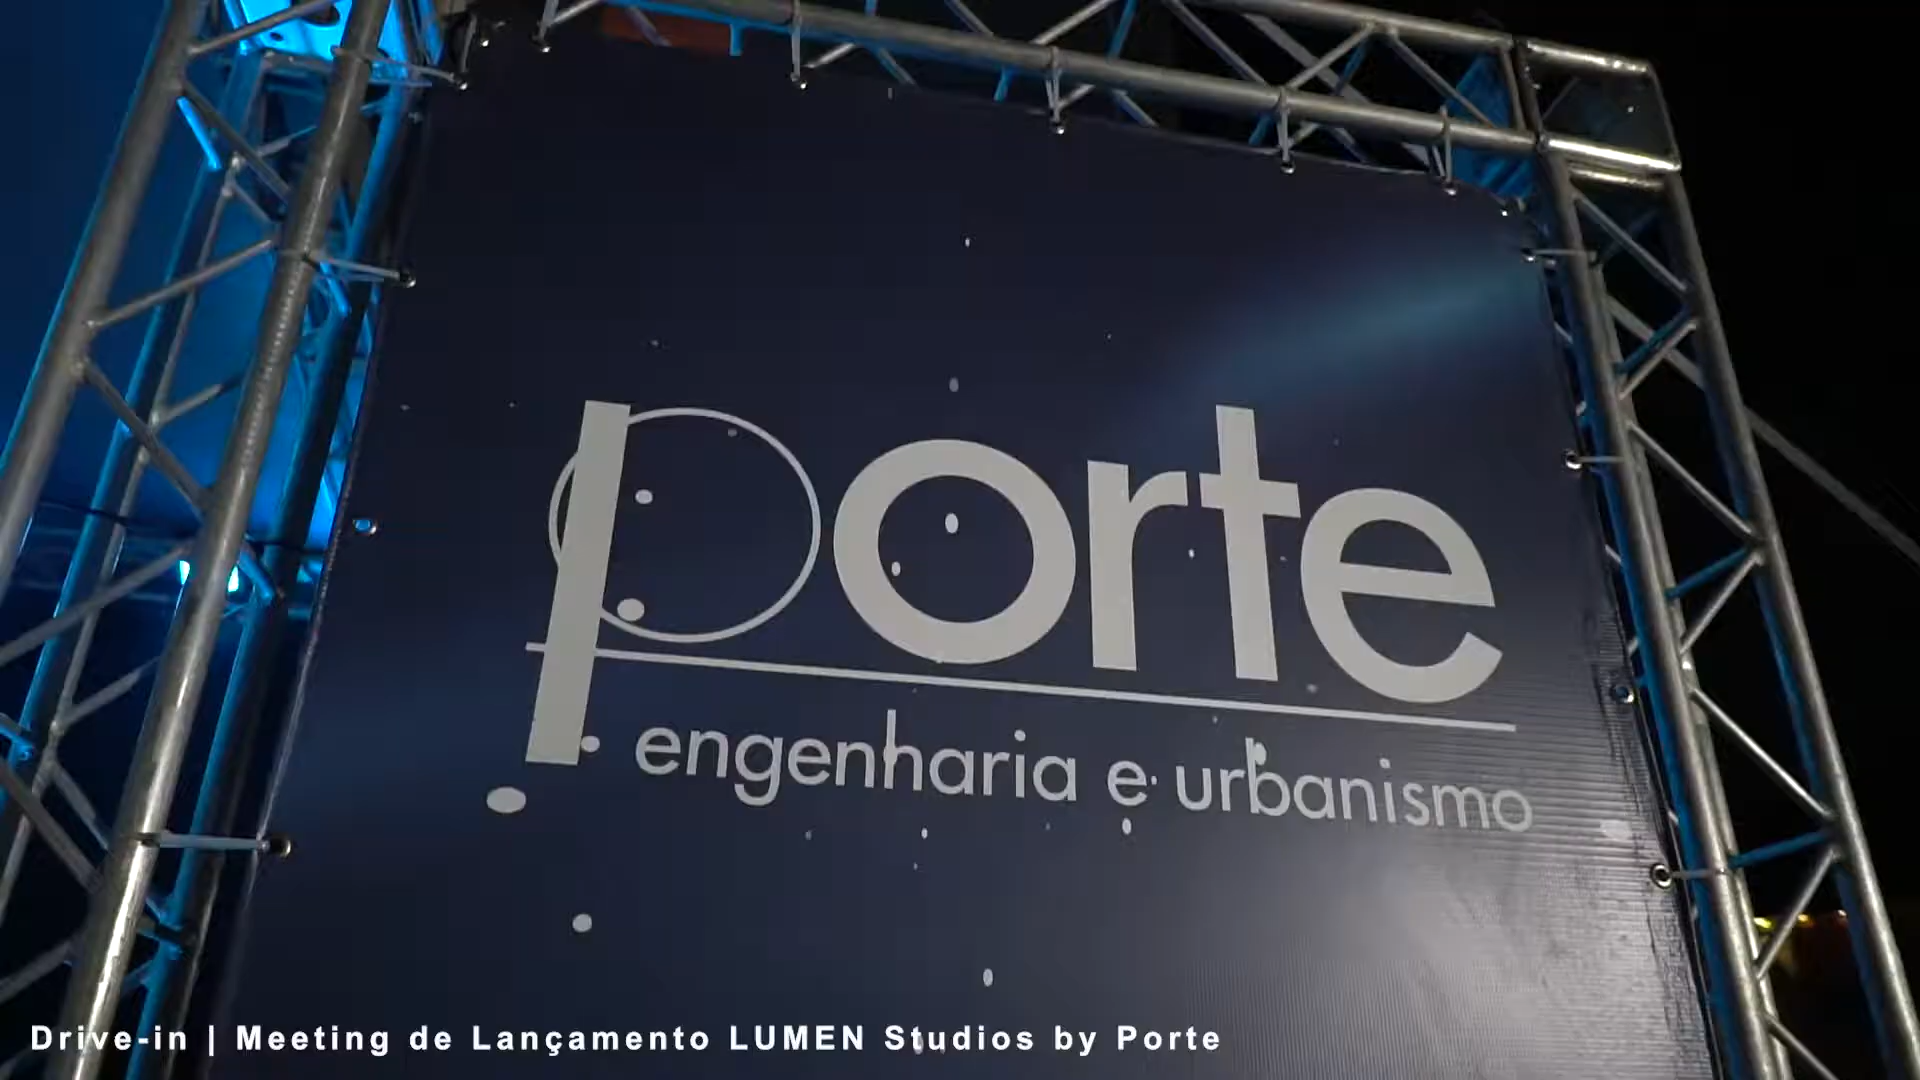 porte
engenharia e urbanismo
Drive-in | Meeting de Lançamento LUMEN Studios by Porte